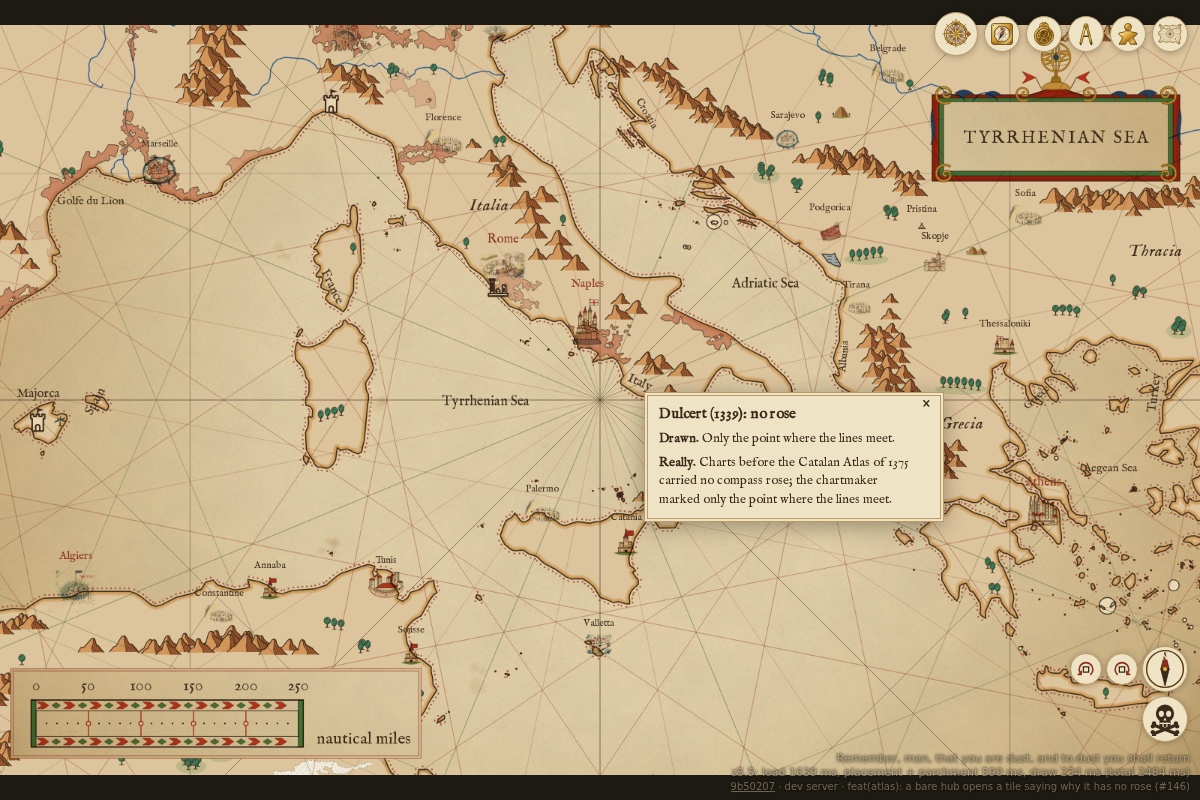 Belgrade
TYRRHENIAN SEA
Florence
Croatia
Sarajevo
Marseille
Golfe du Lion
Italia
Podgorica
Pristina
Sofia
Skopje
Rome
Thracia
France
Naples
Adriatic Sea
Tirana
Thessaloniki
Albania
Italy
Majorca
Spain
Tyrrhenian Sea
Turkey
Dulcert (1339): no rose
×
Drawn. Only the point where the lines meet.
Really. Charts before the Catalan Atlas of 1375
carried no compass rose; the chartmaker
marked only the point where the lines meet.
Grecia
Aegean Sea
Athens
Palermo
Catania
Algiers
Annaba
Tunis
Constantine
Sousse
Valletta
0 50 100 150 200 250
nautical miles
Remember, man, that you are dust, and to dust you shall return
9b50207 · dev server · feat(atlas): a bare hub opens a tile saying why it has no rose (#146)